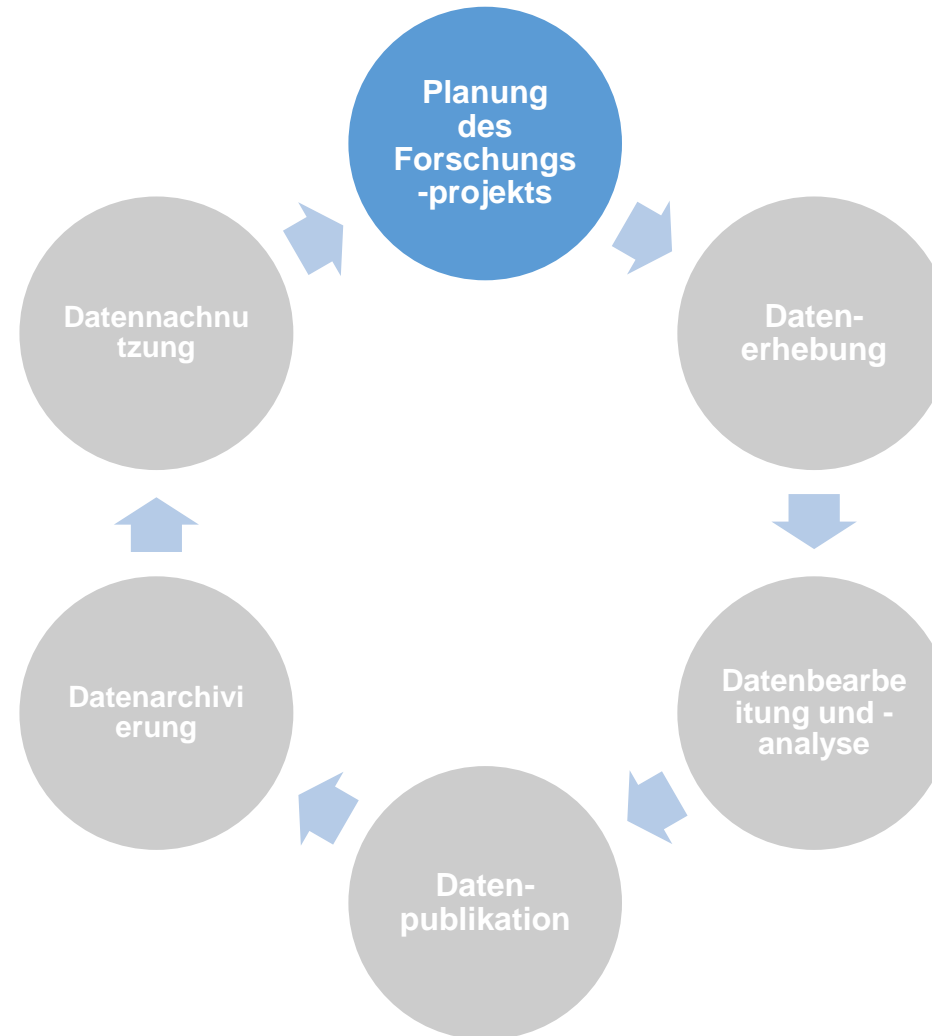 Planung
des
Forschungs
-projekts
Daten-
erhebung
Datenbearbe
itung und -
analyse
Daten-
publikation
Datenarchivi
erung
Datennachnu
tzung